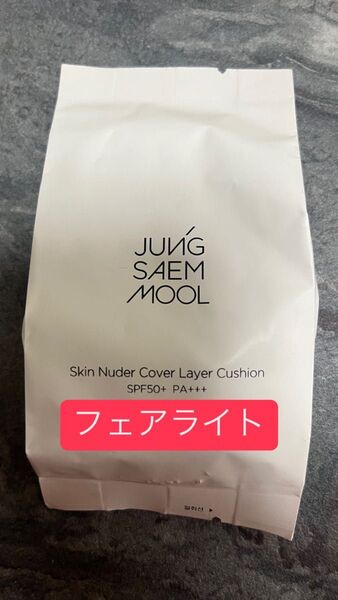 JUNG
SAEM
MOOL
Skin Nuder Cover Layer Cushion
SPF50+ PA+++
フェアライト